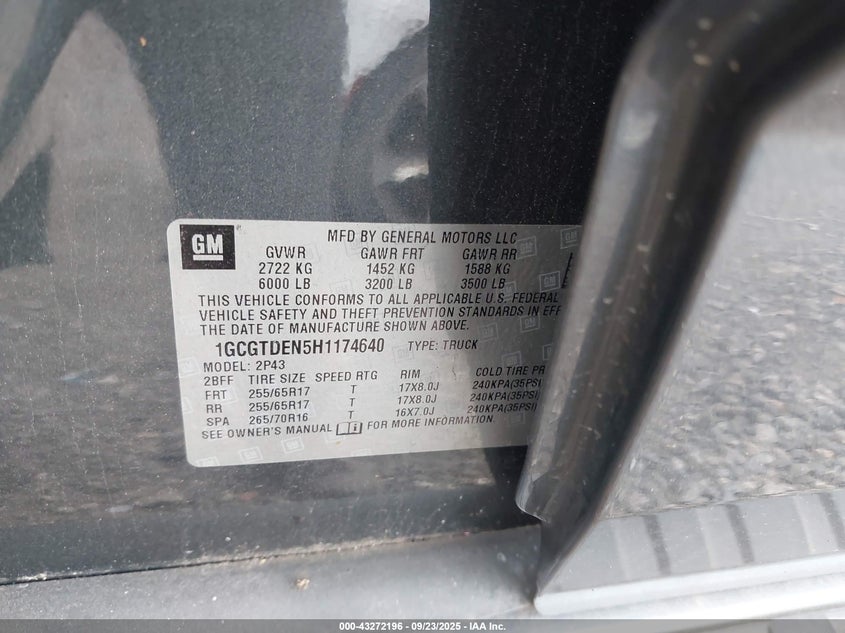 GM
MFD BY GENERAL MOTORS LLC
GVWR GAWR FRT GAWR RR
2722 KG 1452 KG 1588 KG
6000 LB 3200 LB 3500 LB
THIS VEHICLE CONFORMS TO ALL APPLICABLE U.S. FEDERAL
VEHICLE SAFETY AND THEFT PREVENTION STANDARDS IN EFF
THE DATE OF MANUFACTURE SHOWN ABOVE.
1GCGTDEN5H1174640 TYPE: TRUCK
MODEL: 2P43
2BFF TIRE SIZE SPEED RTG RIM COLD TIRE PR
FRT 255/65R17 T 17X8.0J 240KPA(35PSI
RR 255/65R17 T 17X8.0J 240KPA(35PSI)
SPA 265/70R16 T 16X7.0J 240KPA(35PSI)
SEE OWNER'S MANUAL FOR MORE INFORMATION.
000-43272196 - 09/23/2025 - IAA Inc.